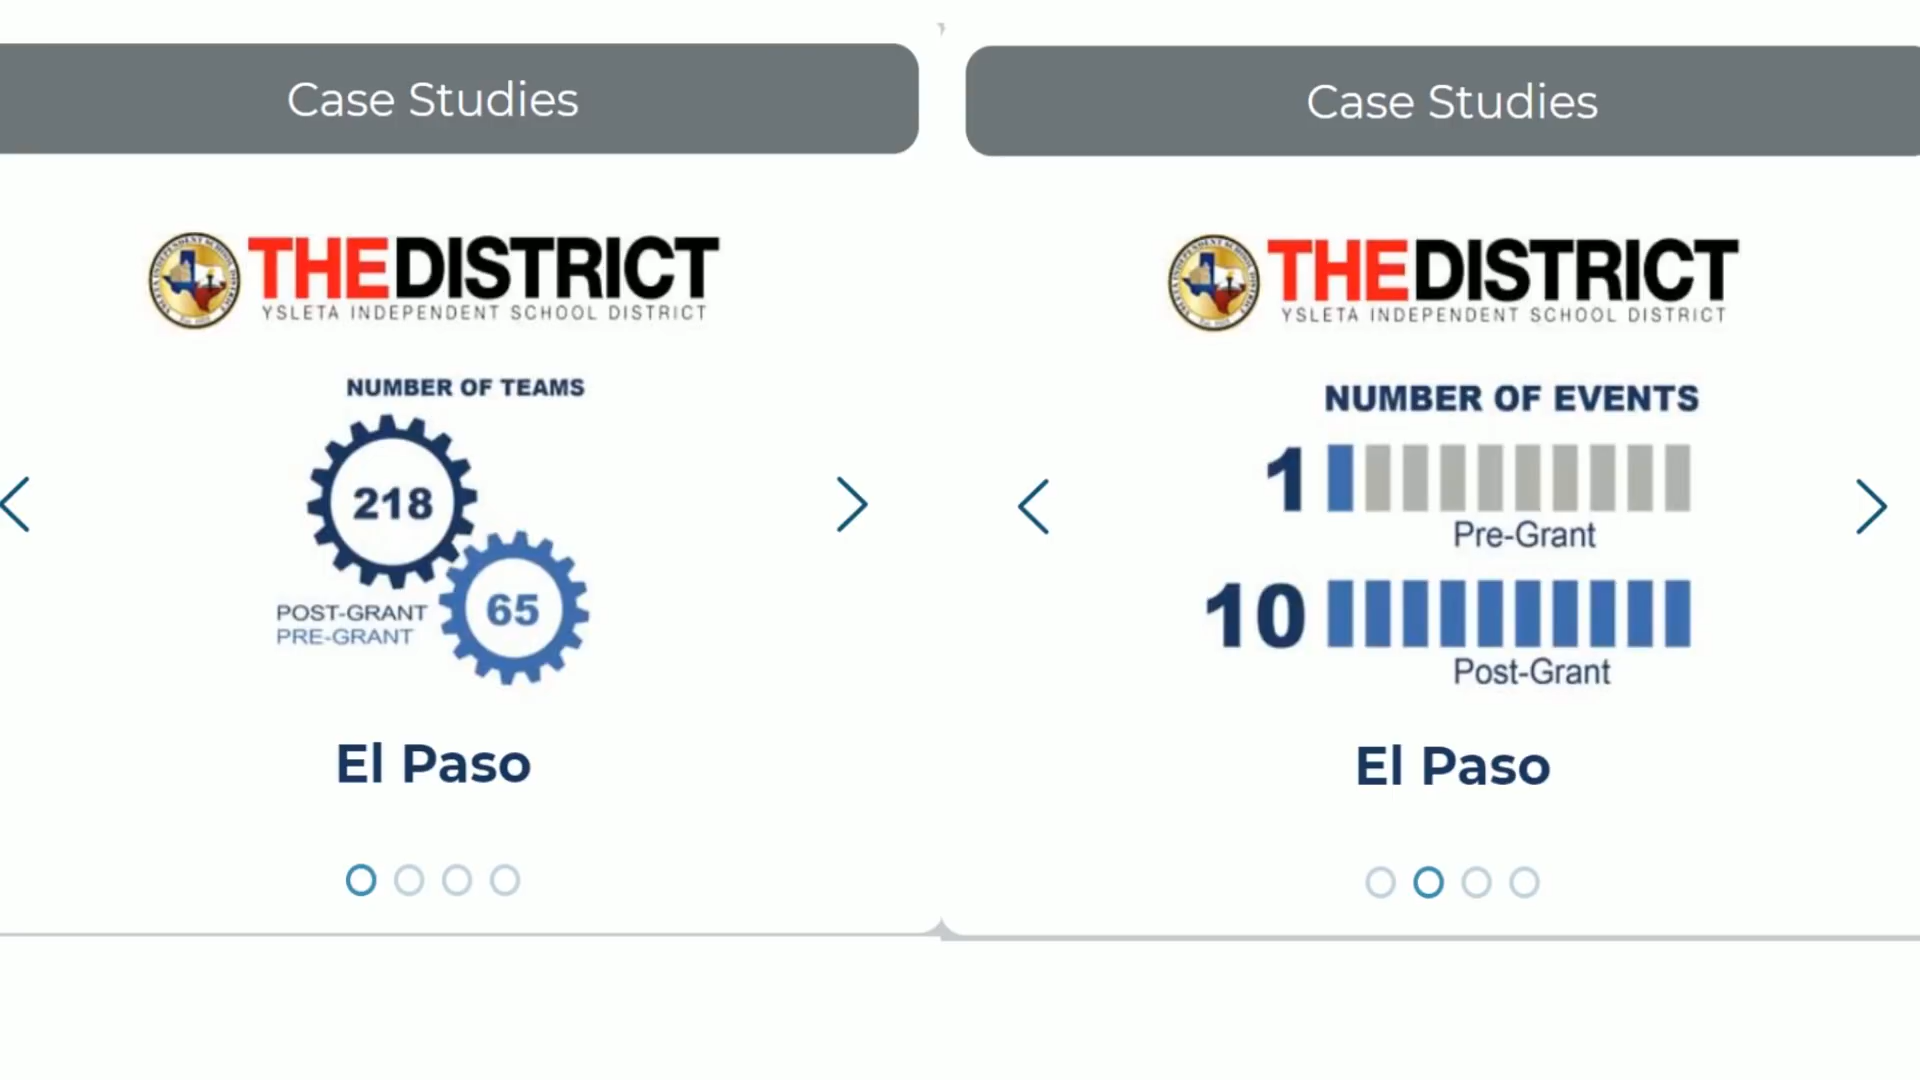 Case Studies
THEDISTRICT
YSLETA INDEPENDENT SCHOOL DISTRICT
NUMBER OF TEAMS
218
65
POST-GRANT
PRE-GRANT
El Paso
Case Studies
THEDISTRICT
YSLETA INDEPENDENT SCHOOL DISTRICT
NUMBER OF EVENTS
1
Pre-Grant
10
Post-Grant
El Paso